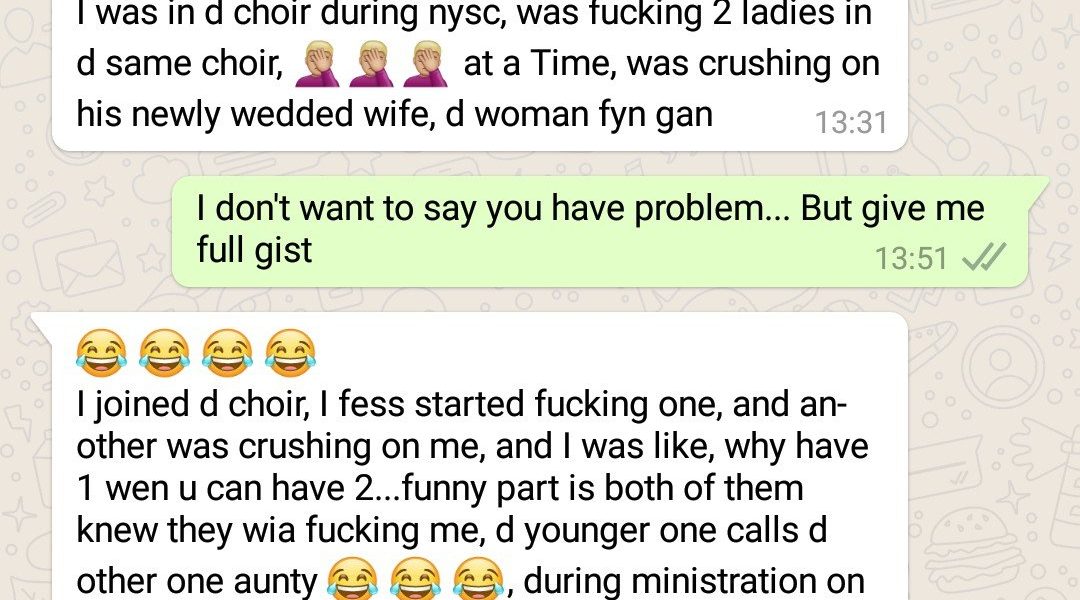 I was in d choir during nysc, was fucking 2 ladies in
d same choir, 🤦🏼🤦🏼🤦🏼 at a Time, was crushing on
his newly wedded wife, d woman fyn gan
13:31
I don't want to say you have problem... But give me
full gist
13:51
😂😂😂😂
I joined d choir, I fess started fucking one, and an-
other was crushing on me, and I was like, why have
1 wen u can have 2...funny part is both of them
knew they wia fucking me, d younger one calls d
other one aunty 😂😂😂, during ministration on